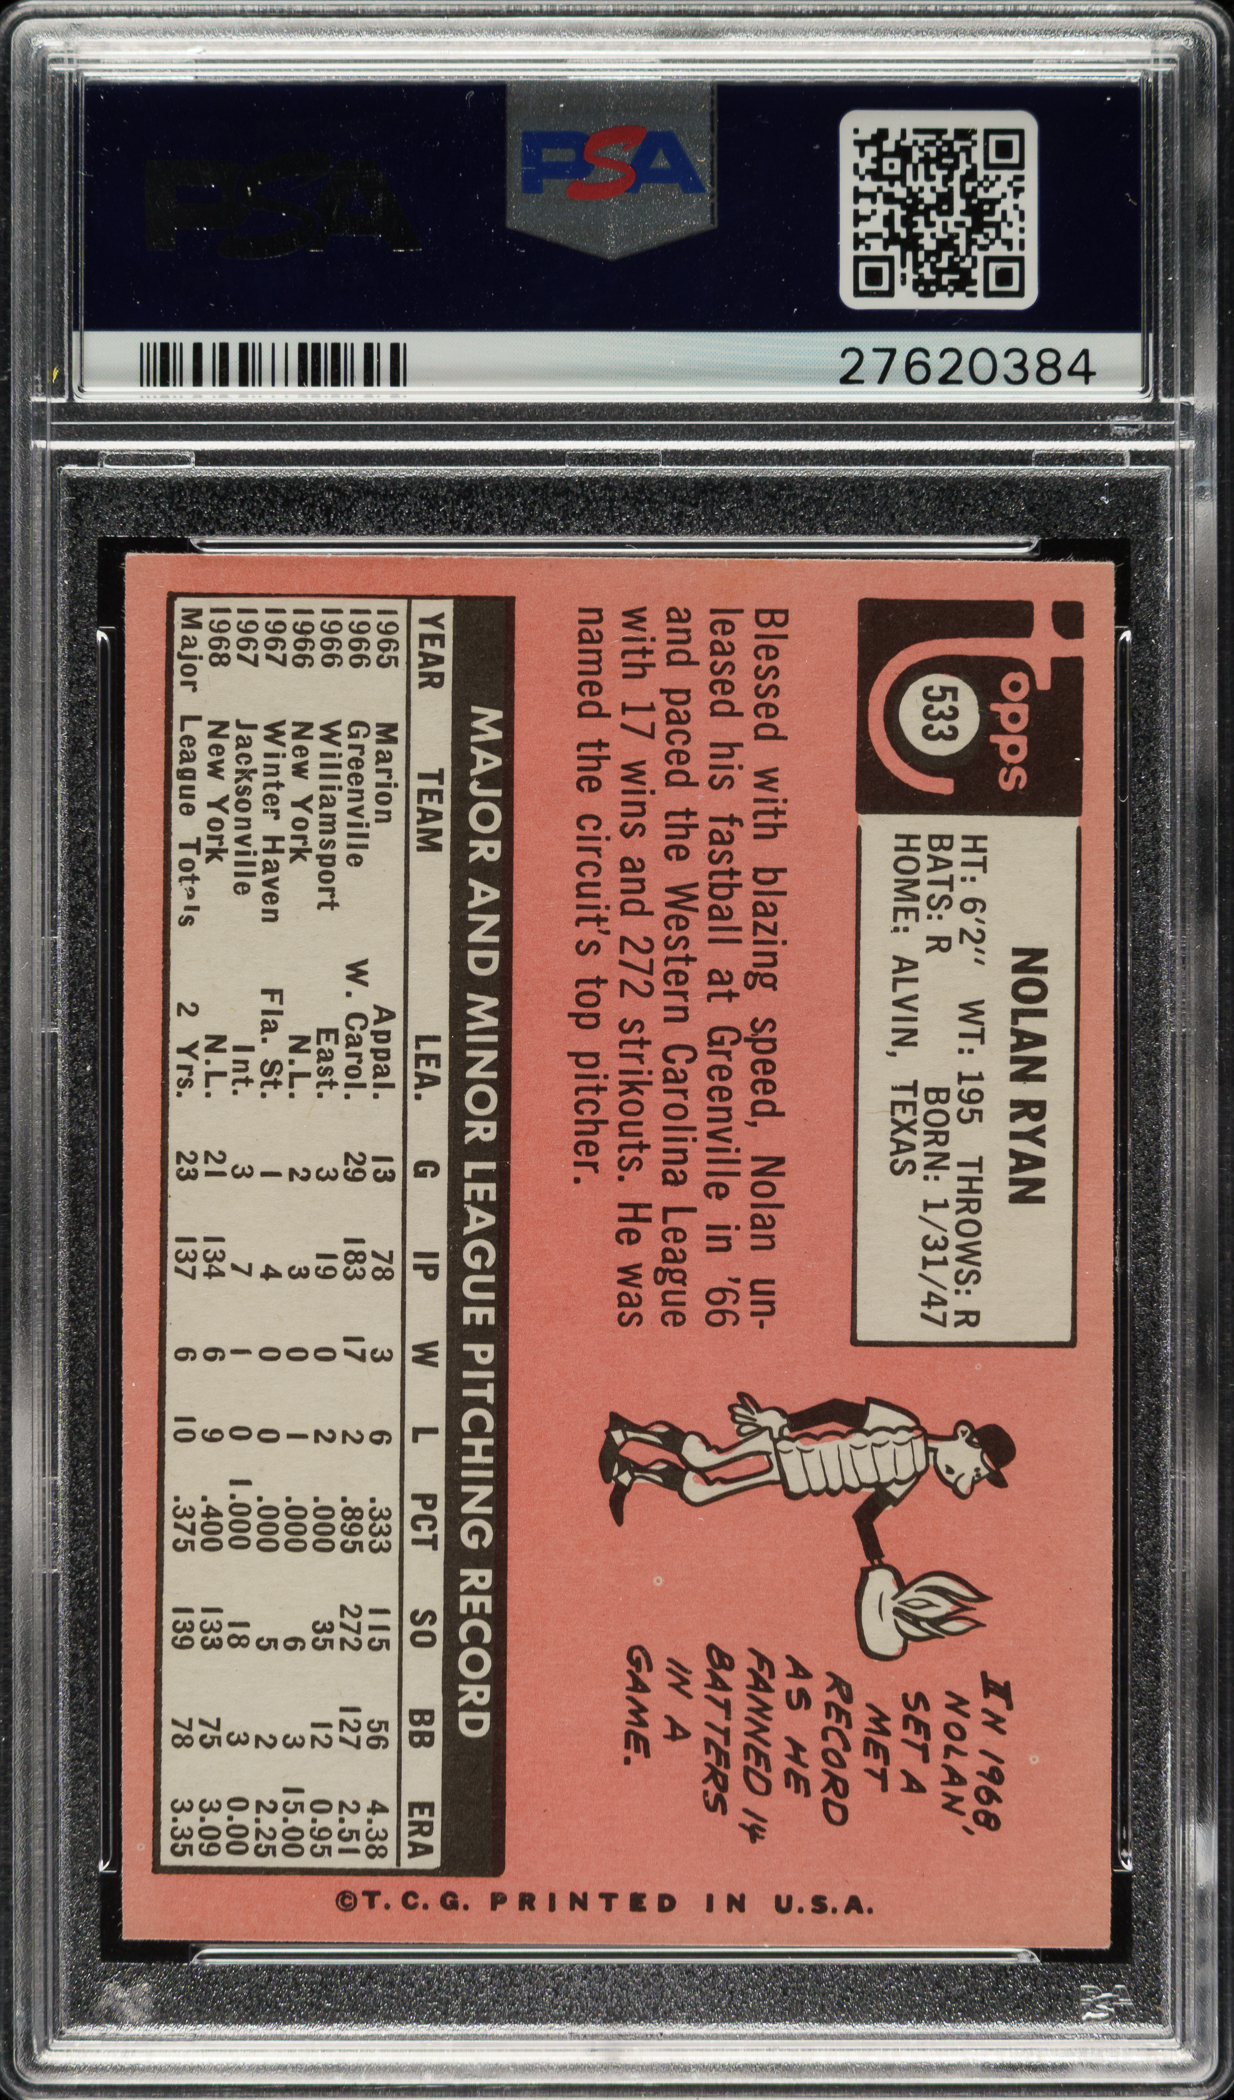 PSA
PSA
27620384
Topps
533
NOLAN RYAN
HT: 6'2" WT: 195 THROWS: R
BATS: R BORN: 1/31/47
HOME: ALVIN, TEXAS
Blessed with blazing speed, Nolan un-
leased his fastball at Greenville in '66
and paced the Western Carolina League
with 17 wins and 272 strikouts. He was
named the circuit's top pitcher.
IN 1968,
NOLAN
SET A
MET
RECORD
AS HE
FANNED 14
BATTERS
IN A
GAME.
MAJOR AND MINOR LEAGUE PITCHING RECORD
YEAR TEAM LEA. G IP W L PCT SO BB ERA
1965 Marion Appal. 13 78 3 6 .333 115 56 4.38
1966 Greenville W. Carol. 29 183 17 2 .895 272 127 2.51
1966 Williamsport East. 3 19 0 2 .000 35 12 0.95
1966 New York N.L. 2 3 0 1 .000 6 3 15.00
1967 Winter Haven Fla. St. 1 4 0 0 .000 5 2 2.25
1967 Jacksonville Int. 3 7 1 0 1.000 18 3 0.00
1968 New York N.L. 21 134 6 9 .400 133 75 3.09
Major League Totals 2 Yrs. 23 137 6 10 .375 139 78 3.35
©T.C.G. PRINTED IN U.S.A.